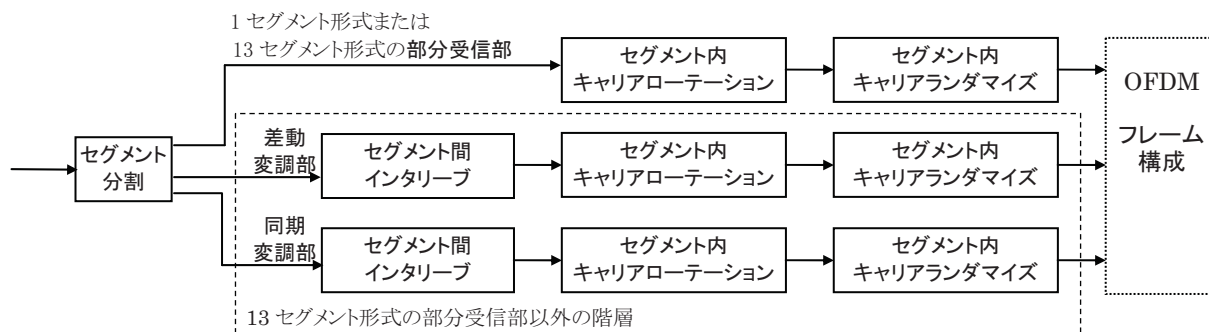 1 セグメント形式または
13 セグメント形式の部分受信部
セグメント内
キャリアローテーション
セグメント内
キャリアランダマイズ
OFDM
フレーム
構成
セグメント
分割
差動
変調部
セグメント間
インタリーブ
セグメント内
キャリアローテーション
セグメント内
キャリアランダマイズ
同期
変調部
セグメント間
インタリーブ
セグメント内
キャリアローテーション
セグメント内
キャリアランダマイズ
13 セグメント形式の部分受信部以外の階層